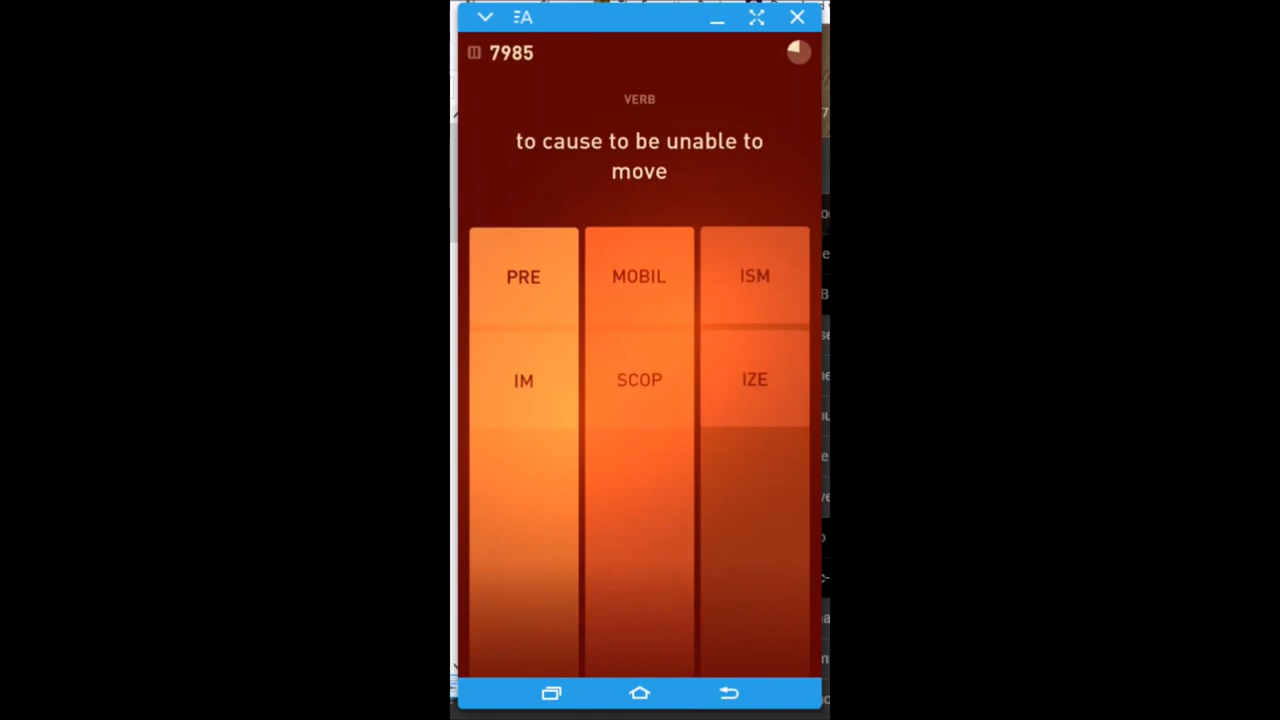 7985
VERB
to cause to be unable to
move
PRE MOBIL ISM
IM SCOP IZE